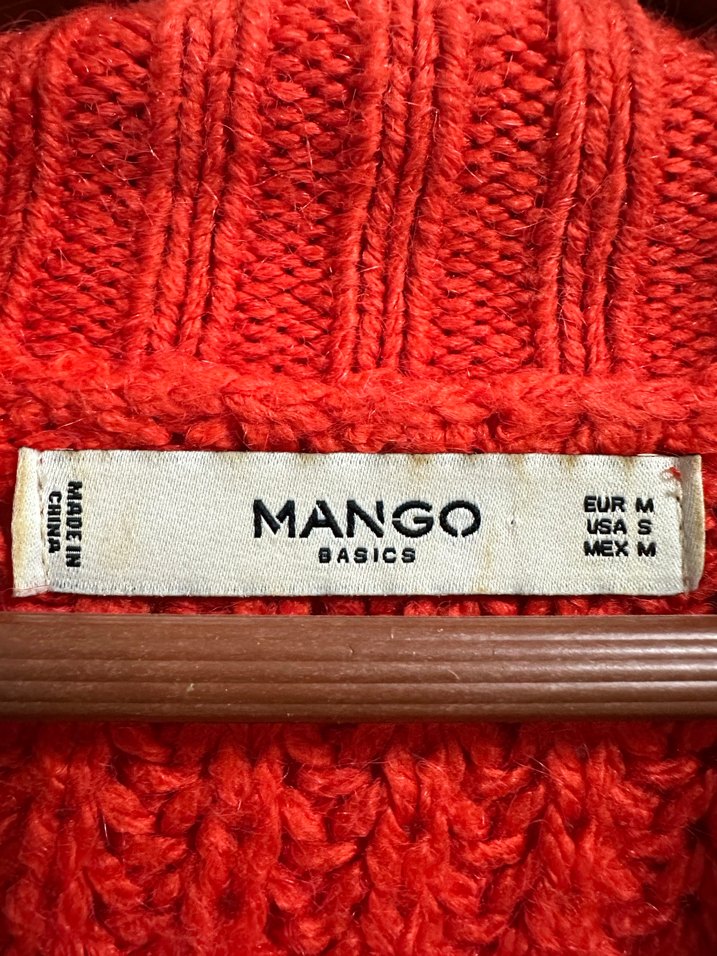 MADE IN
CHINA
MANGO
BASICS
EUR M
USA S
MEX M